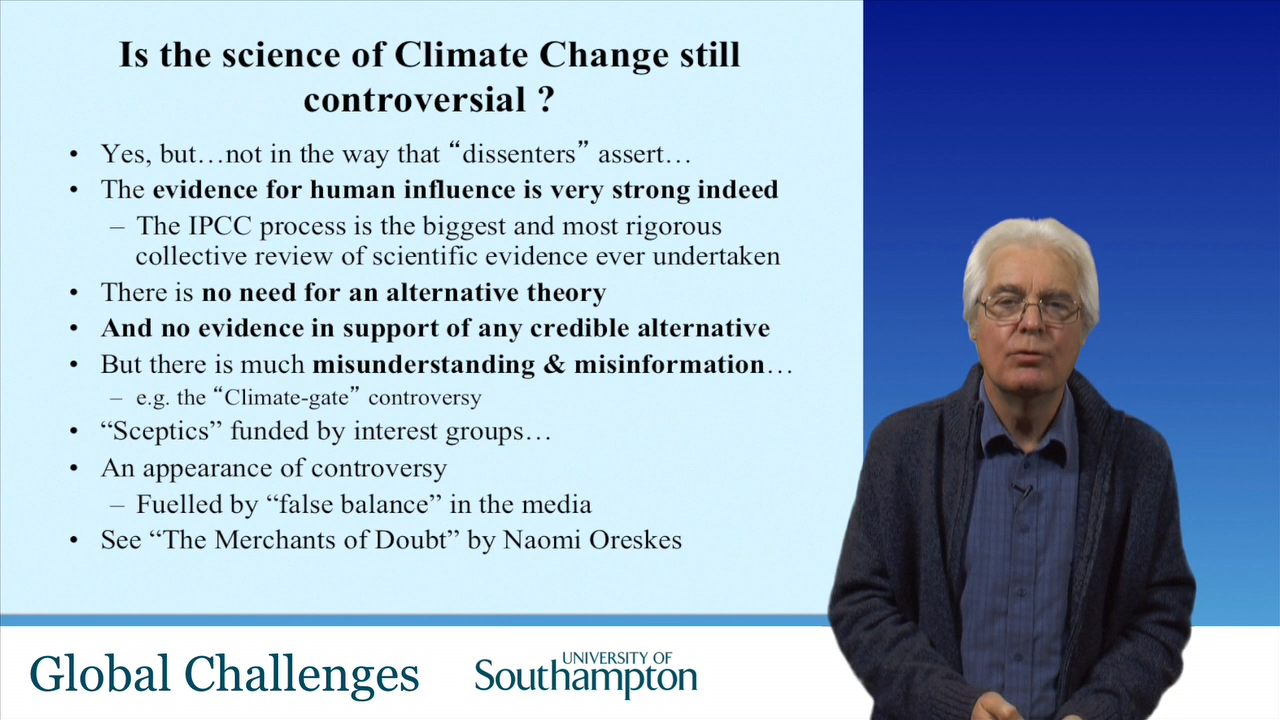 Is the science of Climate Change still
controversial ?
• Yes, but…not in the way that “dissenters” assert…
• The evidence for human influence is very strong indeed
– The IPCC process is the biggest and most rigorous
collective review of scientific evidence ever undertaken
• There is no need for an alternative theory
• And no evidence in support of any credible alternative
• But there is much misunderstanding & misinformation…
– e.g. the “Climate-gate” controversy
• “Sceptics” funded by interest groups…
• An appearance of controversy
– Fuelled by “false balance” in the media
• See “The Merchants of Doubt” by Naomi Oreskes
Global Challenges
UNIVERSITY OF
Southampton